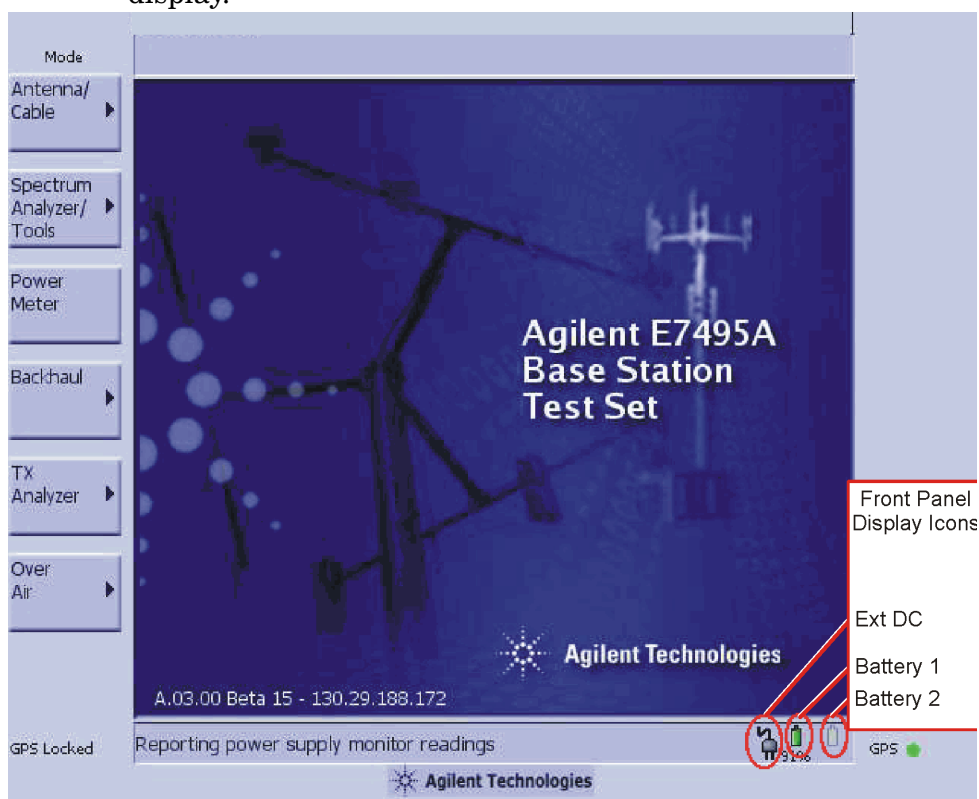 display.
Mode
Antenna/
Cable
Spectrum
Analyzer/
Tools
Power
Meter
Backhaul
TX
Analyzer
Over
Air
Agilent E7495A
Base Station
Test Set
Agilent Technologies
A.03.00 Beta 15 - 130.29.188.172
Front Panel
Display Icons
Ext DC
Battery 1
Battery 2
GPS Locked
Reporting power supply monitor readings
91%
GPS
Agilent Technologies